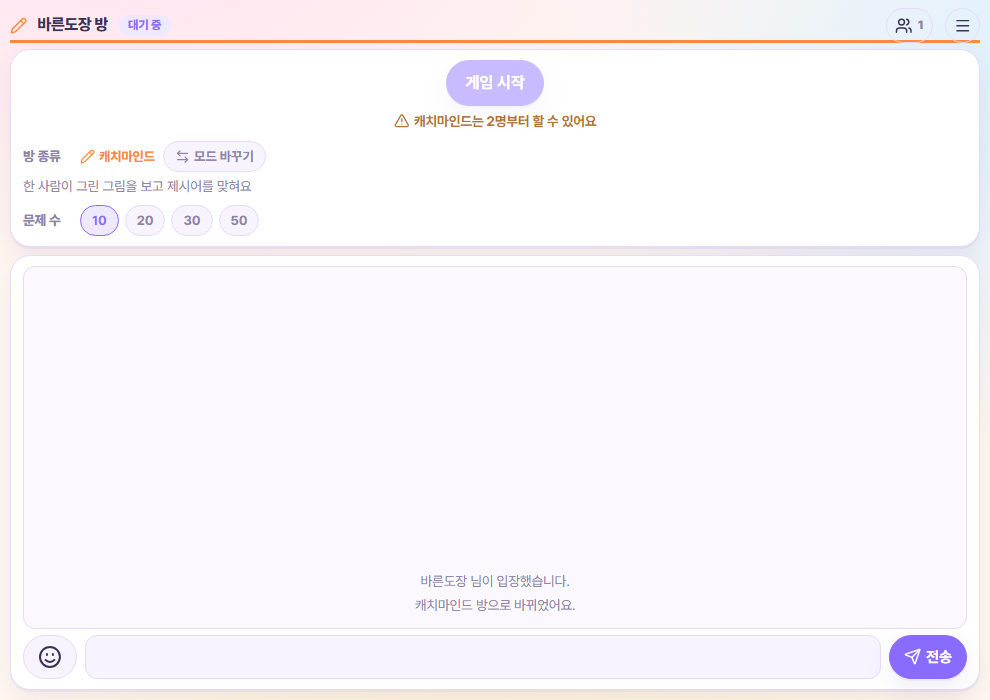 바른도장 방 대기 중 1
게임 시작
캐치마인드는 2명부터 할 수 있어요
방 종류 캐치마인드 모드 바꾸기
한 사람이 그린 그림을 보고 제시어를 맞혀요
문제 수 10 20 30 50
바른도장 님이 입장했습니다.
캐치마인드 방으로 바뀌었어요.
전송